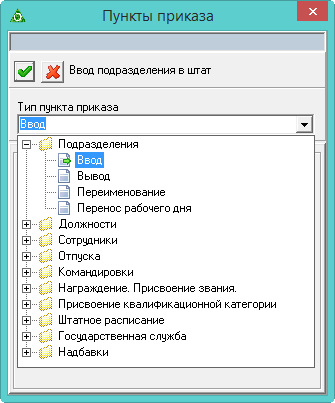 Пункты приказа
Ввод подразделения в штат
Тип пункта приказа
Ввод
Подразделения
Ввод
Вывод
Переименование
Перенос рабочего дня
Должности
Сотрудники
Отпуска
Командировки
Награждение. Присвоение звания.
Присвоение квалификационной категории
Штатное расписание
Государственная служба
Надбавки